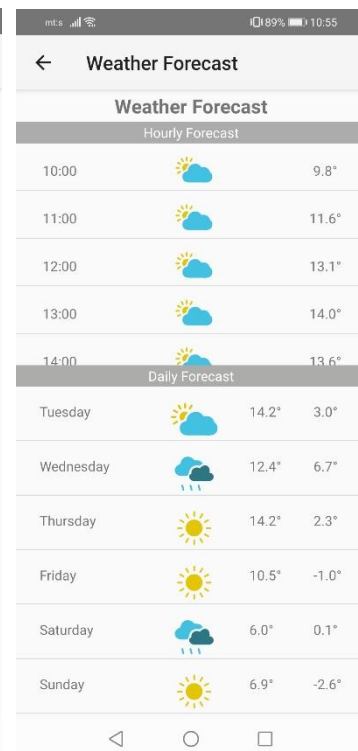 mt:s 89% 10:55
Weather Forecast
Weather Forecast
Hourly Forecast
10:00 9.8°
11:00 11.6°
12:00 13.1°
13:00 14.0°
14:00 13.6°
Daily Forecast
Tuesday 14.2° 3.0°
Wednesday 12.4° 6.7°
Thursday 14.2° 2.3°
Friday 10.5° -1.0°
Saturday 6.0° 0.1°
Sunday 6.9° -2.6°